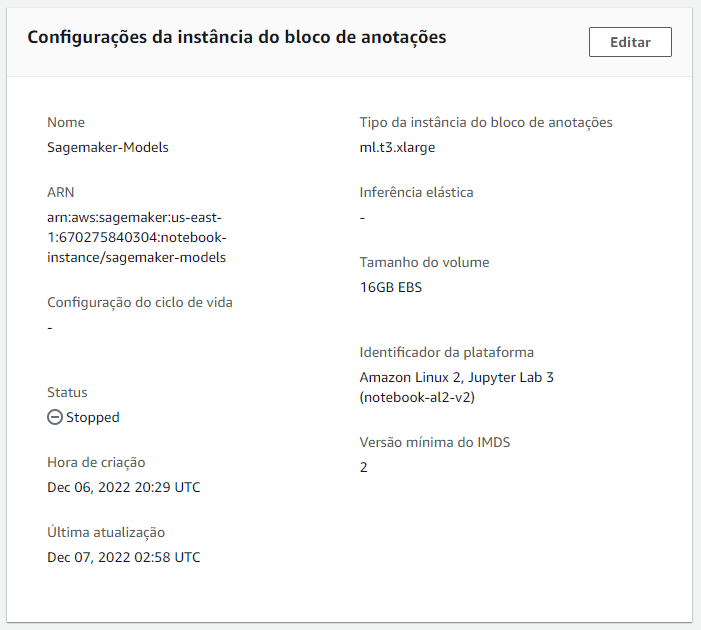 Configurações da instância do bloco de anotações
Editar
Nome
Sagemaker-Models
ARN
arn:aws:sagemaker:us-east-
1:670275840304:notebook-
instance/sagemaker-models
Configuração do ciclo de vida
-
Status
Stopped
Hora de criação
Dec 06, 2022 20:29 UTC
Última atualização
Dec 07, 2022 02:58 UTC
Tipo da instância do bloco de anotações
ml.t3.xlarge
Inferência elástica
-
Tamanho do volume
16GB EBS
Identificador da plataforma
Amazon Linux 2, Jupyter Lab 3
(notebook-al2-v2)
Versão mínima do IMDS
2